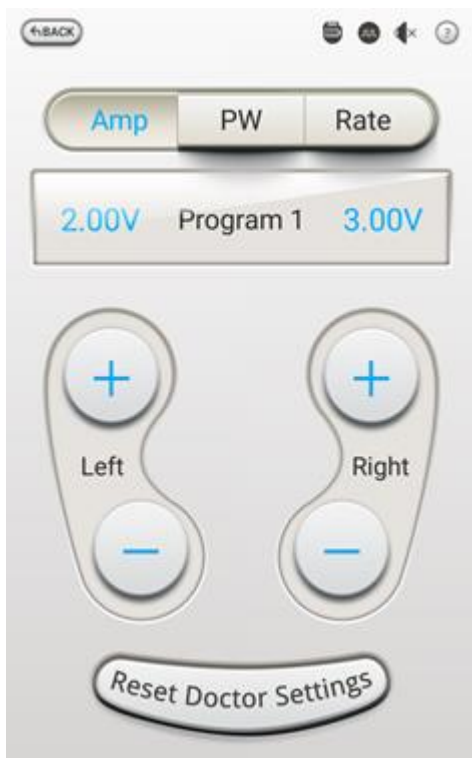 BACK
?
Amp PW Rate
2.00V Program 1 3.00V
+ +
Left Right
− −
Reset Doctor Settings